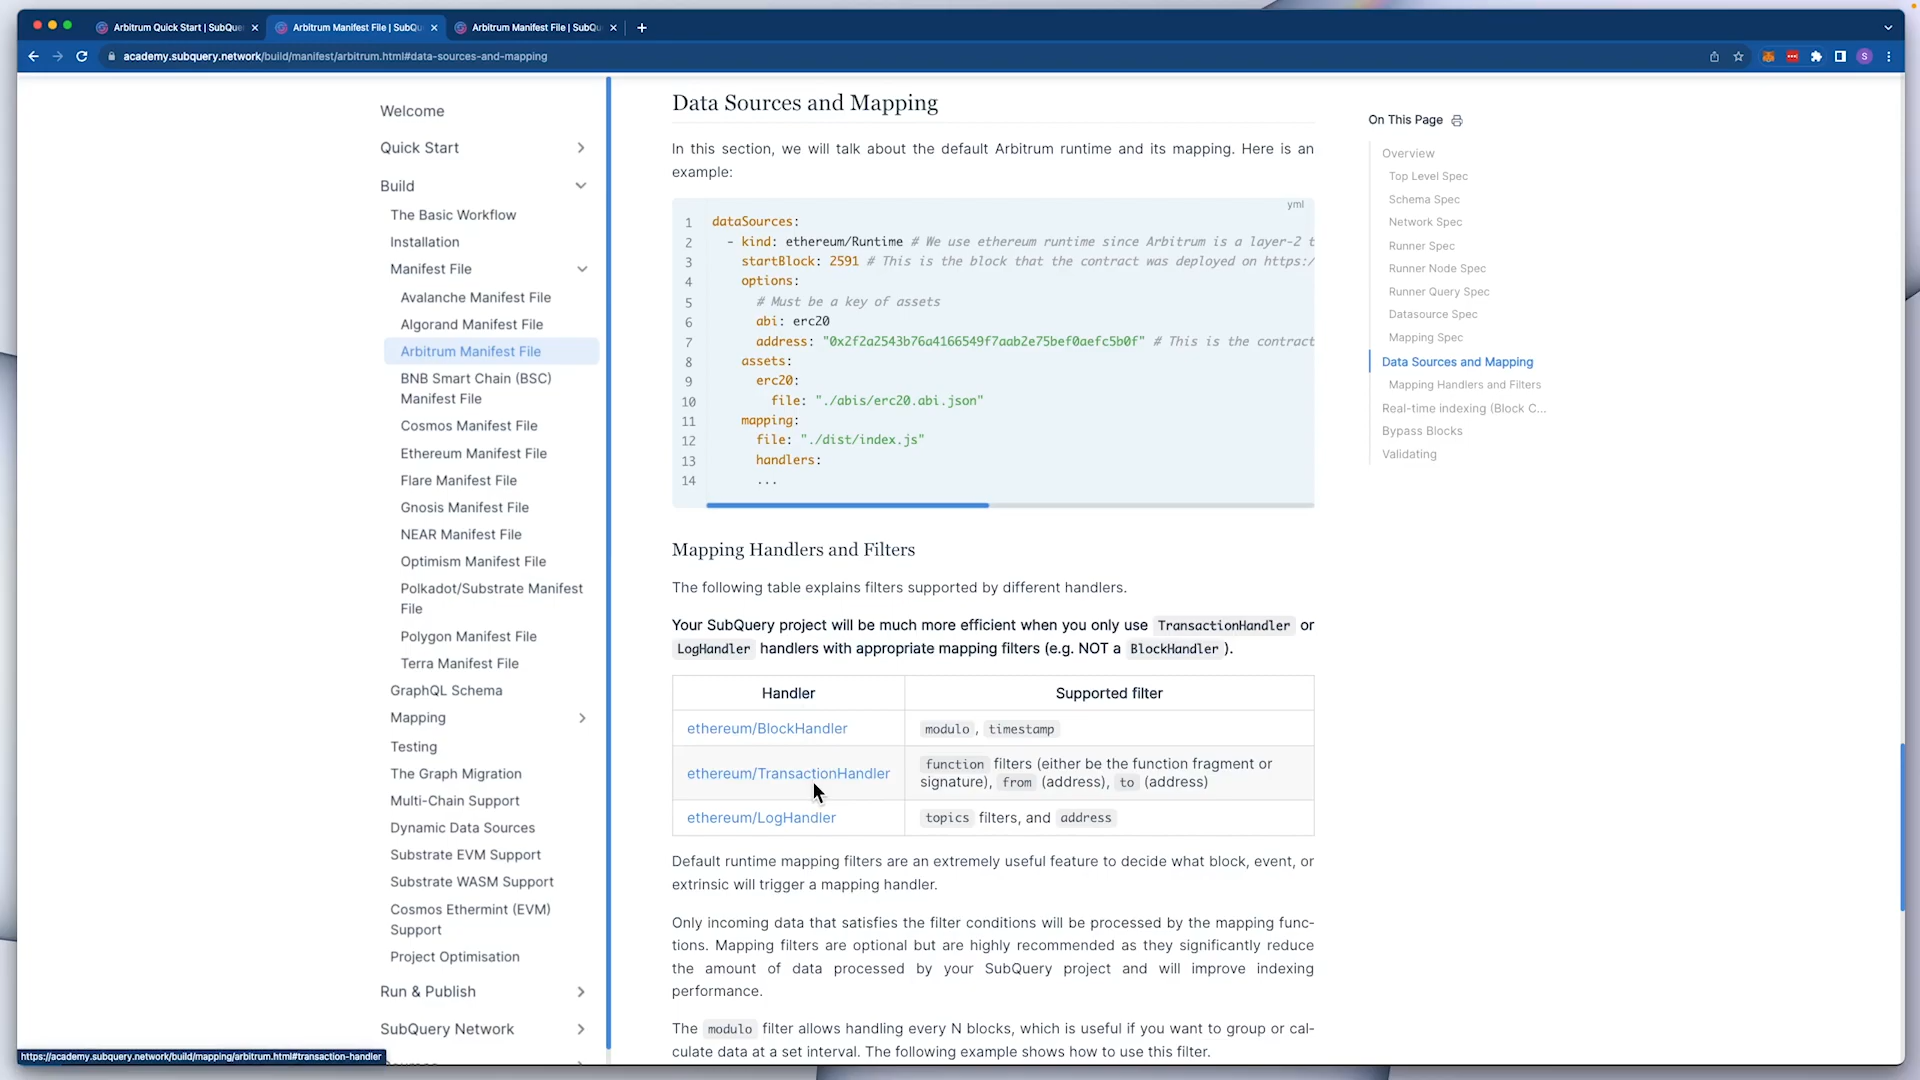 Arbitrum Quick Start | SubQue
Arbitrum Manifest File | SubQu
Arbitrum Manifest File | SubQu
academy.subquery.network/build/manifest/arbitrum.html#data-sources-and-mapping
S
Welcome
Quick Start
Build
The Basic Workflow
Installation
Manifest File
Avalanche Manifest File
Algorand Manifest File
Arbitrum Manifest File
BNB Smart Chain (BSC)
Manifest File
Cosmos Manifest File
Ethereum Manifest File
Flare Manifest File
Gnosis Manifest File
NEAR Manifest File
Optimism Manifest File
Polkadot/Substrate Manifest
File
Polygon Manifest File
Terra Manifest File
GraphQL Schema
Mapping
Testing
The Graph Migration
Multi-Chain Support
Dynamic Data Sources
Substrate EVM Support
Substrate WASM Support
Cosmos Ethermint (EVM)
Support
Project Optimisation
Run & Publish
SubQuery Network
https://academy.subquery.network/build/mapping/arbitrum.html#transaction-handler
Data Sources and Mapping
In this section, we will talk about the default Arbitrum runtime and its mapping. Here is an
example:
yml
1 dataSources:
2 - kind: ethereum/Runtime # We use ethereum runtime since Arbitrum is a layer-2 t
3 startBlock: 2591 # This is the block that the contract was deployed on https:/
4 options:
5 # Must be a key of assets
6 abi: erc20
7 address: "0x2f2a2543b76a4166549f7aab2e75bef0aefc5b0f" # This is the contract
8 assets:
9 erc20:
10 file: "./abis/erc20.abi.json"
11 mapping:
12 file: "./dist/index.js"
13 handlers:
14 ...
Mapping Handlers and Filters
The following table explains filters supported by different handlers.
Your SubQuery project will be much more efficient when you only use TransactionHandler or
LogHandler handlers with appropriate mapping filters (e.g. NOT a BlockHandler ).
Handler Supported filter
ethereum/BlockHandler modulo , timestamp
ethereum/TransactionHandler function filters (either be the function fragment or
signature), from (address), to (address)
ethereum/LogHandler topics filters, and address
Default runtime mapping filters are an extremely useful feature to decide what block, event, or
extrinsic will trigger a mapping handler.
Only incoming data that satisfies the filter conditions will be processed by the mapping func-
tions. Mapping filters are optional but are highly recommended as they significantly reduce
the amount of data processed by your SubQuery project and will improve indexing
performance.
The modulo filter allows handling every N blocks, which is useful if you want to group or cal-
culate data at a set interval. The following example shows how to use this filter.
On This Page
Overview
Top Level Spec
Schema Spec
Network Spec
Runner Spec
Runner Node Spec
Runner Query Spec
Datasource Spec
Mapping Spec
Data Sources and Mapping
Mapping Handlers and Filters
Real-time indexing (Block C...
Bypass Blocks
Validating